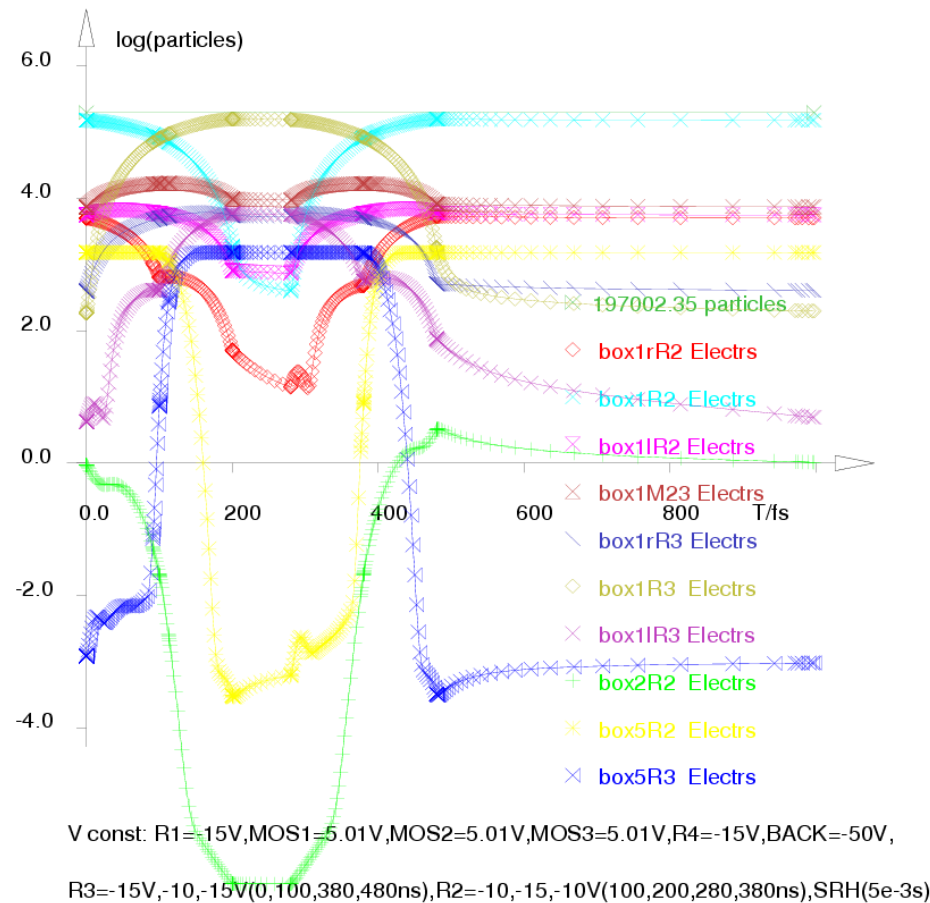 log(particles)
6.0
4.0
2.0
0.0
-2.0
-4.0
0.0 200 400 600 800 T/fs
197002.35 particles
box1rR2 Electrs
box1R2 Electrs
box1lR2 Electrs
box1M23 Electrs
box1rR3 Electrs
box1R3 Electrs
box1lR3 Electrs
box2R2 Electrs
box5R2 Electrs
box5R3 Electrs
V const: R1=-15V,MOS1=5.01V,MOS2=5.01V,MOS3=5.01V,R4=-15V,BACK=-50V,
R3=-15V,-10,-15V(0,100,380,480ns),R2=-10,-15,-10V(100,200,280,380ns),SRH(5e-3s)